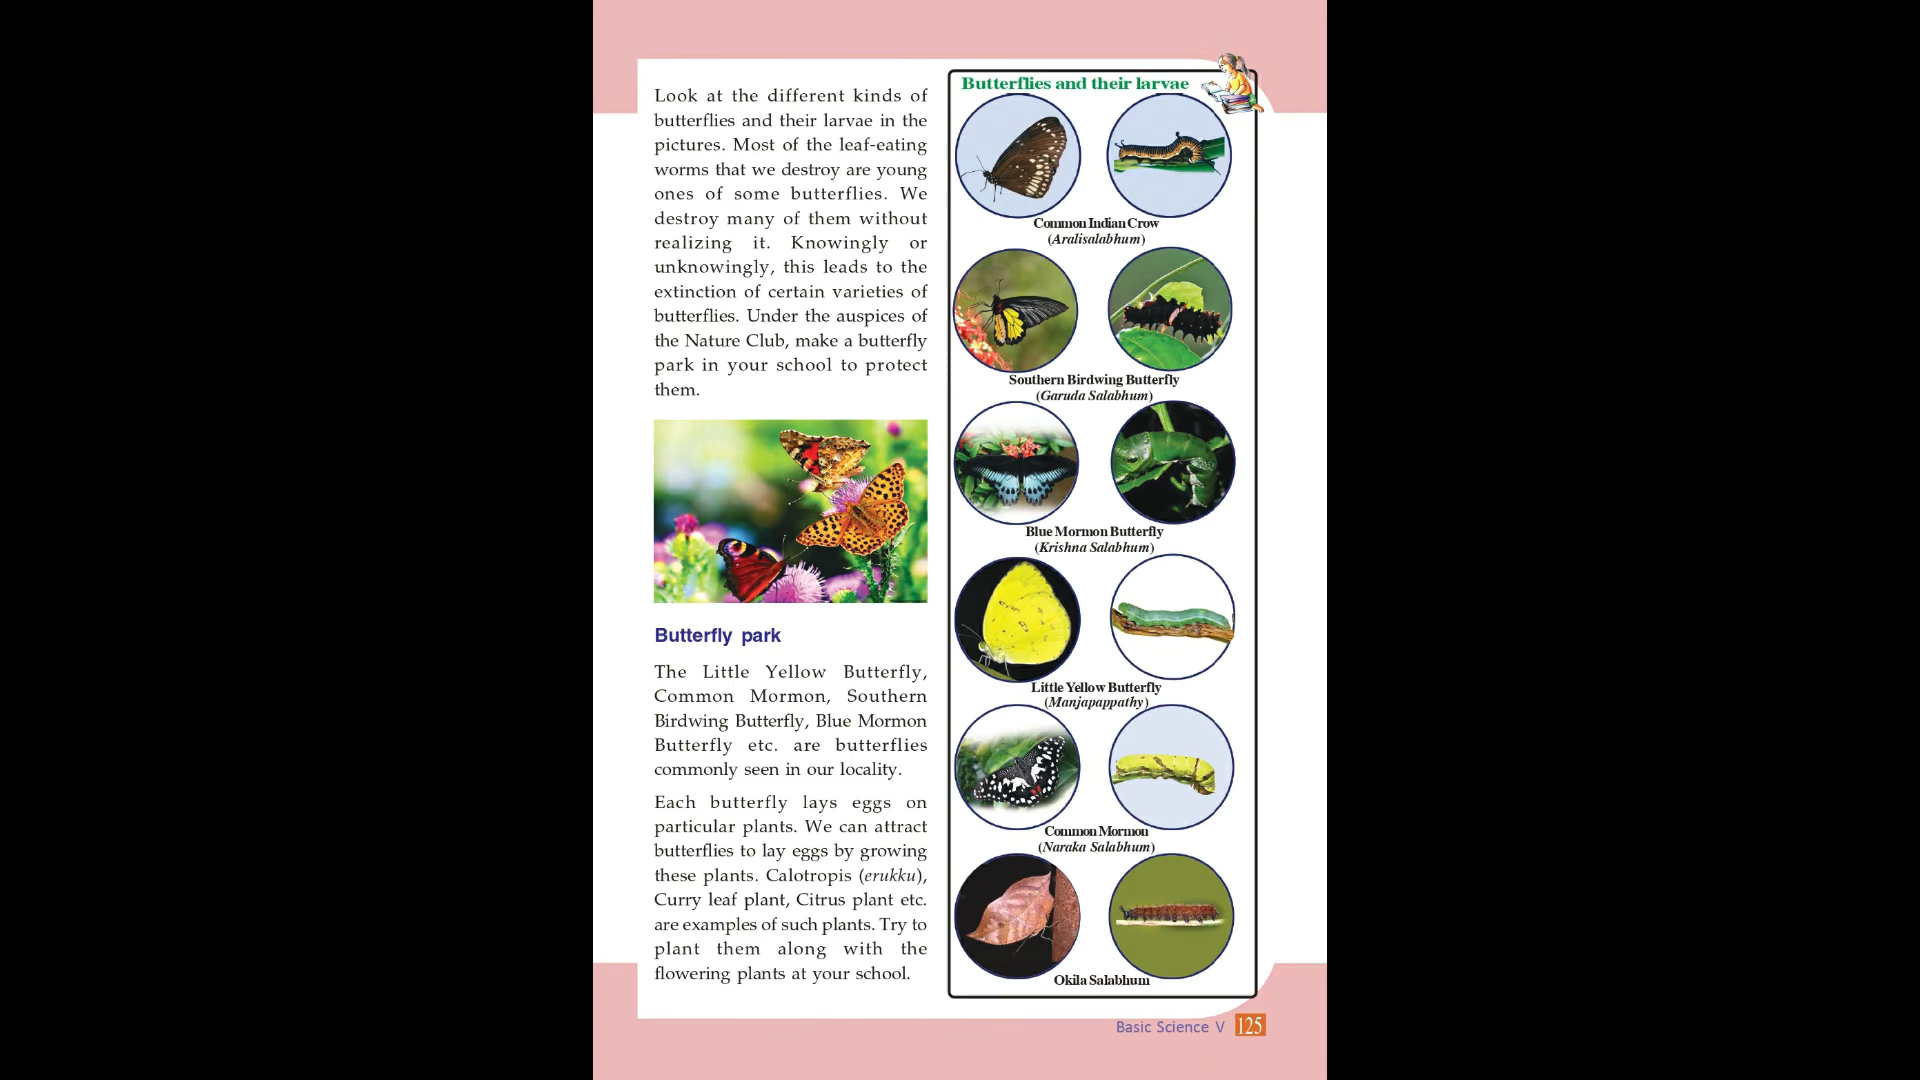 Look at the different kinds of
butterflies and their larvae in the
pictures. Most of the leaf-eating
worms that we destroy are young
ones of some butterflies. We
destroy many of them without
realizing it. Knowingly or
unknowingly, this leads to the
extinction of certain varieties of
butterflies. Under the auspices of
the Nature Club, make a butterfly
park in your school to protect
them.
Butterfly park
The Little Yellow Butterfly,
Common Mormon, Southern
Birdwing Butterfly, Blue Mormon
Butterfly etc. are butterflies
commonly seen in our locality.
Each butterfly lays eggs on
particular plants. We can attract
butterflies to lay eggs by growing
these plants. Calotropis (erukku),
Curry leaf plant, Citrus plant etc.
are examples of such plants. Try to
plant them along with the
flowering plants at your school.
Butterflies and their larvae
Common Indian Crow
(Aralisalabhum)
Southern Birdwing Butterfly
(Garuda Salabhum)
Blue Mormon Butterfly
(Krishna Salabhum)
Little Yellow Butterfly
(Manjapappathy)
Common Mormon
(Naraka Salabhum)
Okila Salabhum
Basic Science V 125